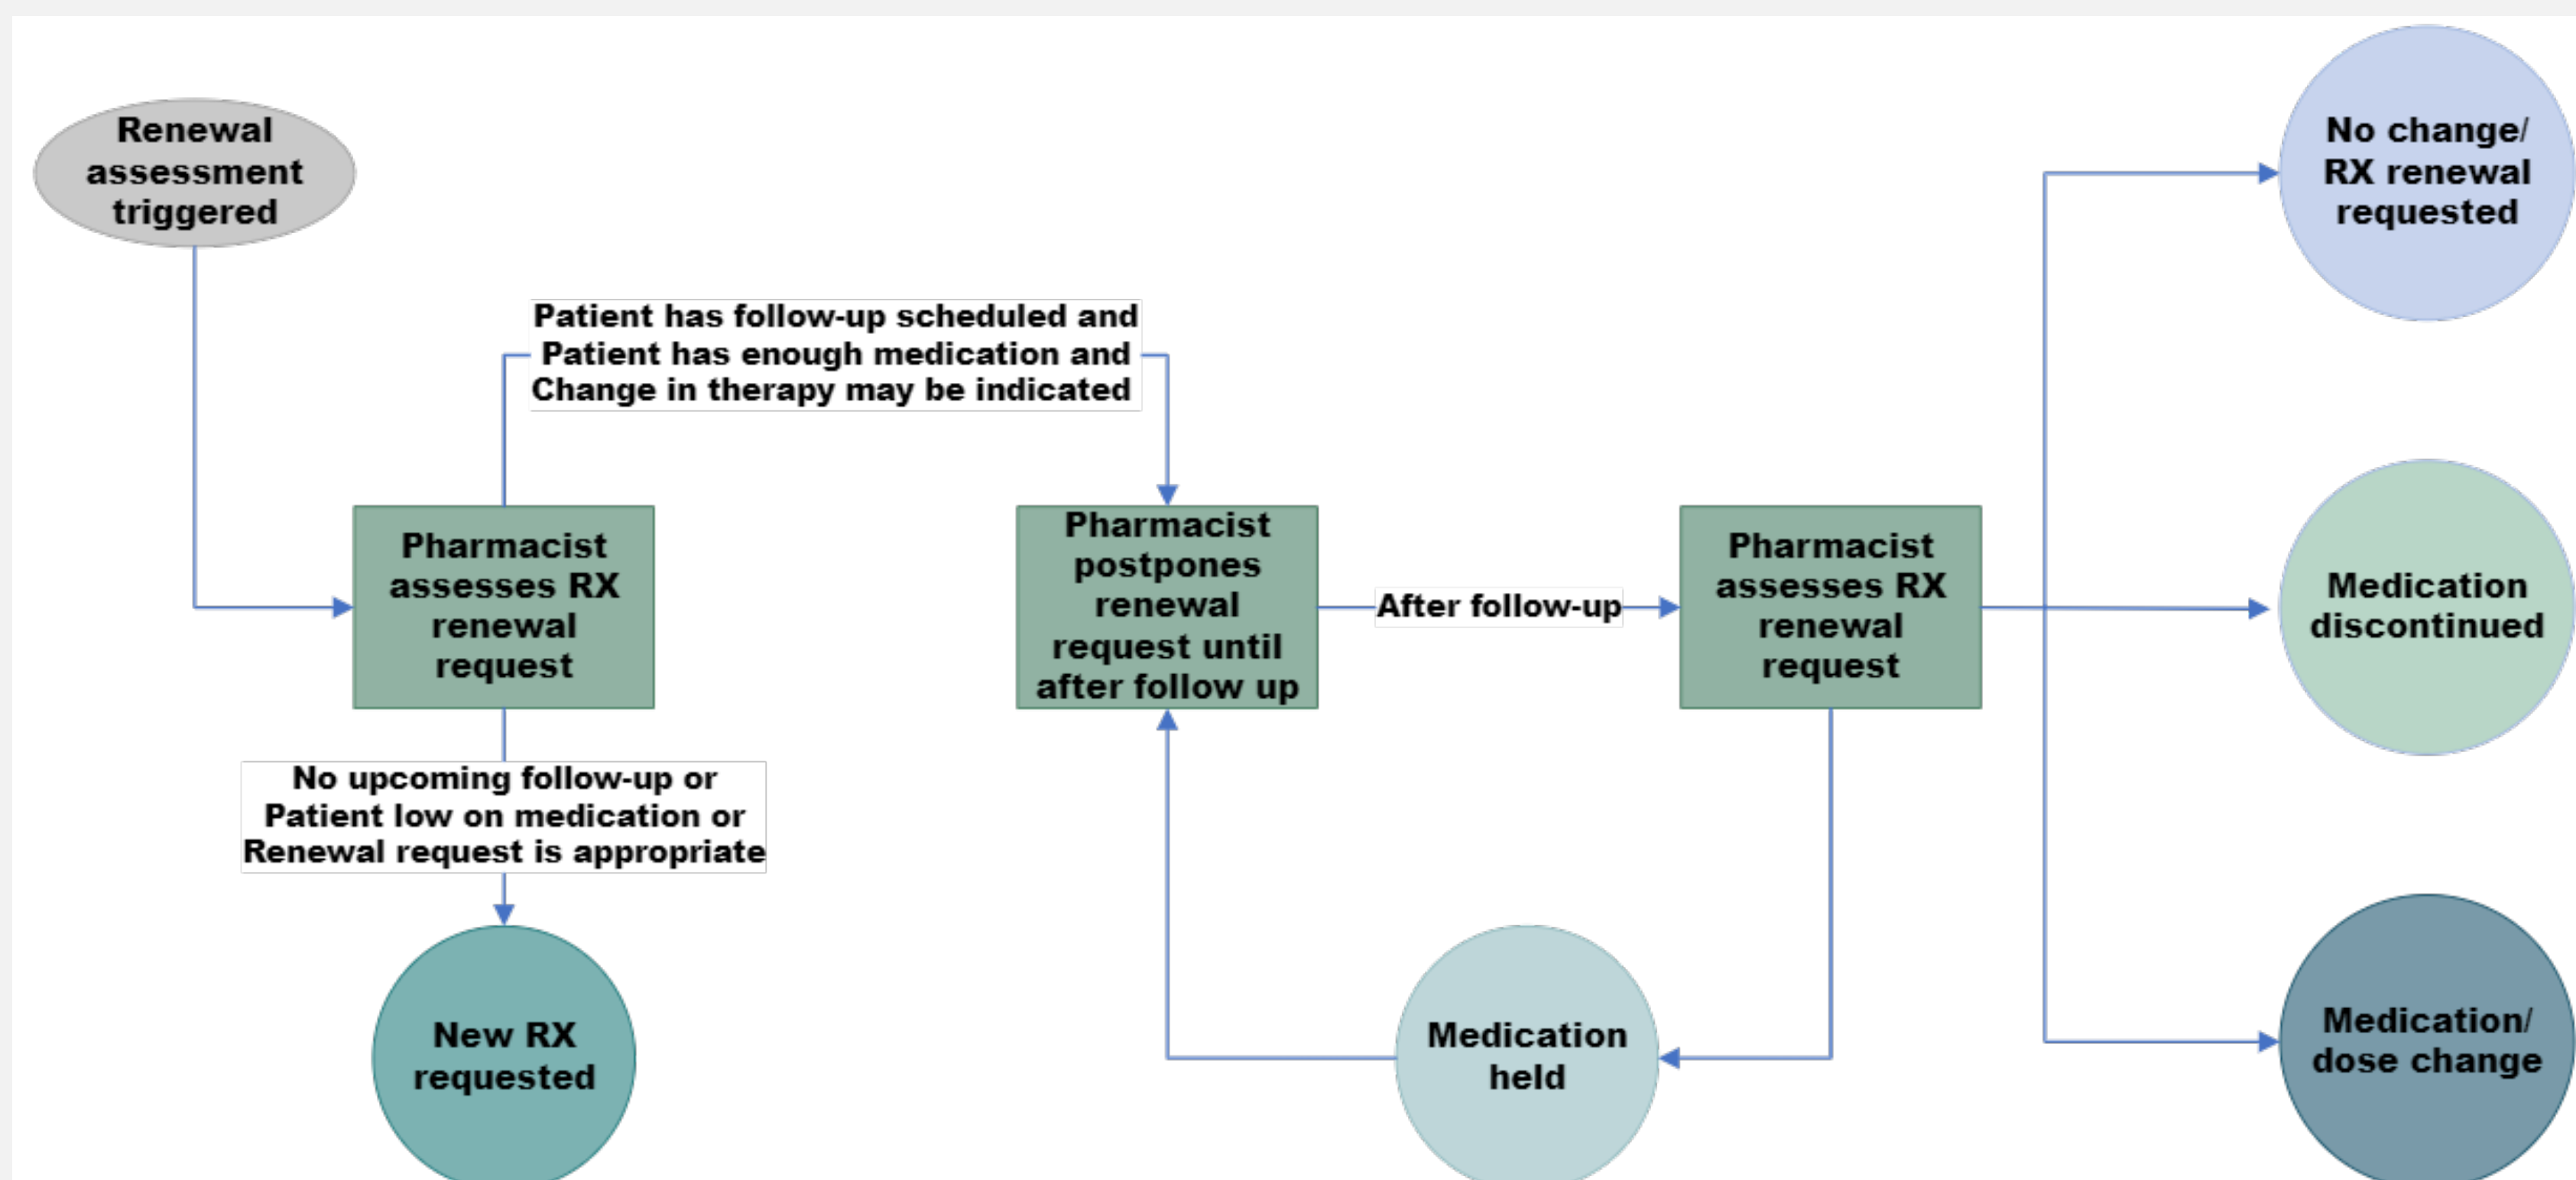 Renewal
assessment
triggered
Patient has follow-up scheduled and
Patient has enough medication and
Change in therapy may be indicated
Pharmacist
assesses RX
renewal
request
No upcoming follow-up or
Patient low on medication or
Renewal request is appropriate
New RX
requested
Pharmacist
postpones
renewal
request until
after follow up
After follow-up
Pharmacist
assesses RX
renewal
request
Medication
held
No change/
RX renewal
requested
Medication
discontinued
Medication/
dose change